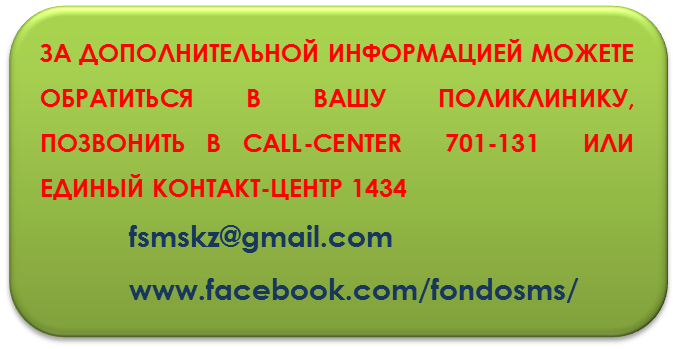 ЗА ДОПОЛНИТЕЛЬНОЙ ИНФОРМАЦИЕЙ МОЖЕТЕ
ОБРАТИТЬСЯ В ВАШУ ПОЛИКЛИНИКУ,
ПОЗВОНИТЬ В CALL-CENTER 701-131 ИЛИ
ЕДИНЫЙ КОНТАКТ-ЦЕНТР 1434
fsmskz@gmail.com
www.facebook.com/fondosms/